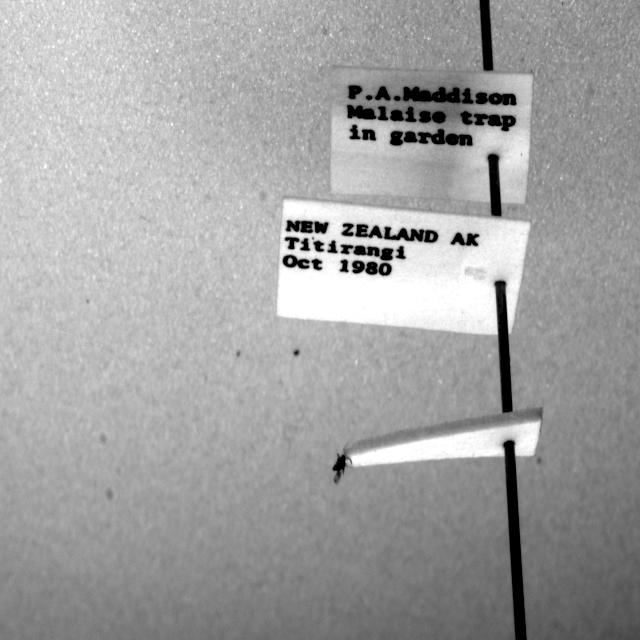 P.A.Maddison
Malaise trap
in garden
NEW ZEALAND AK
Titirangi
Oct 1980